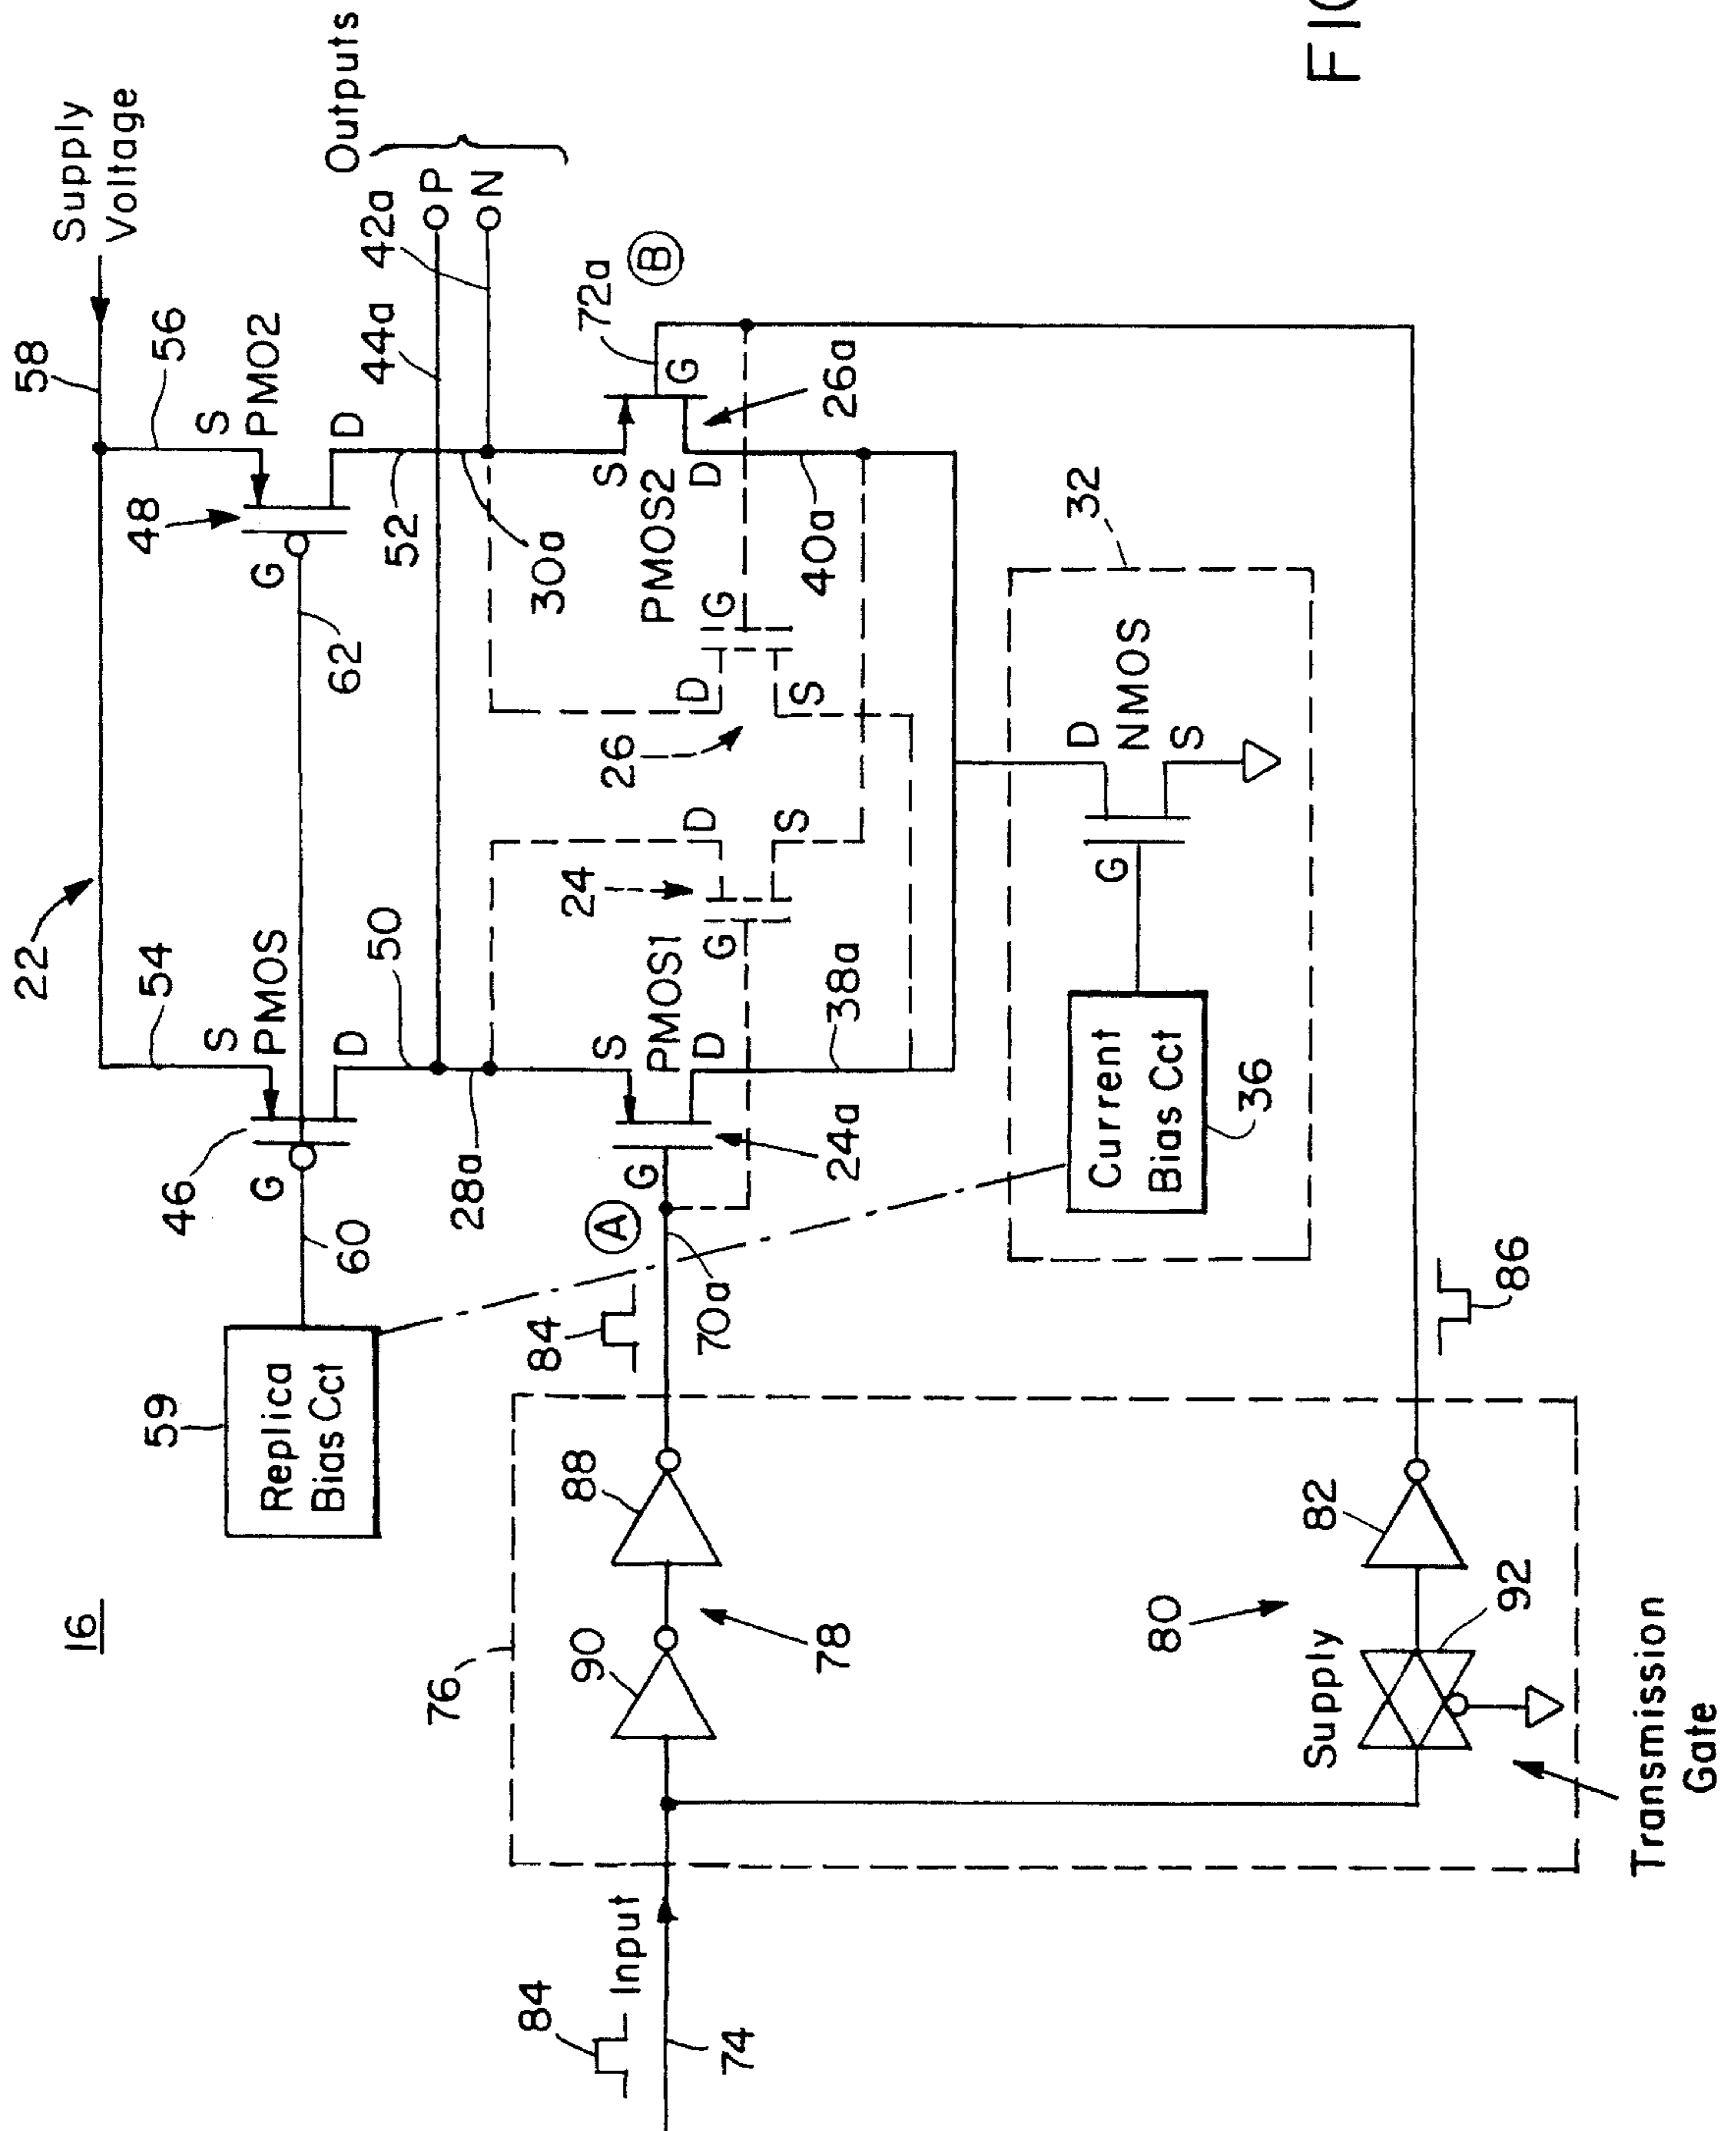 16
22
58
Supply
Voltage
54
56
S
PMOS
S
PMO2
46
48
G
G
D
D
59
Replica
Bias Cct
60
62
50
52
44a
42a
Outputs
P
N
28a
30a
84
A
70a
G
S
PMOS1
D
24a
24
G
D
S
26
D
S
G
PMOS2
S
D
G
72a
B
26a
38a
40a
32
Current
Bias Cct
36
G
D
NMOS
S
84
Input
74
76
90
88
78
80
82
Supply
92
86
Transmission
Gate
FIG